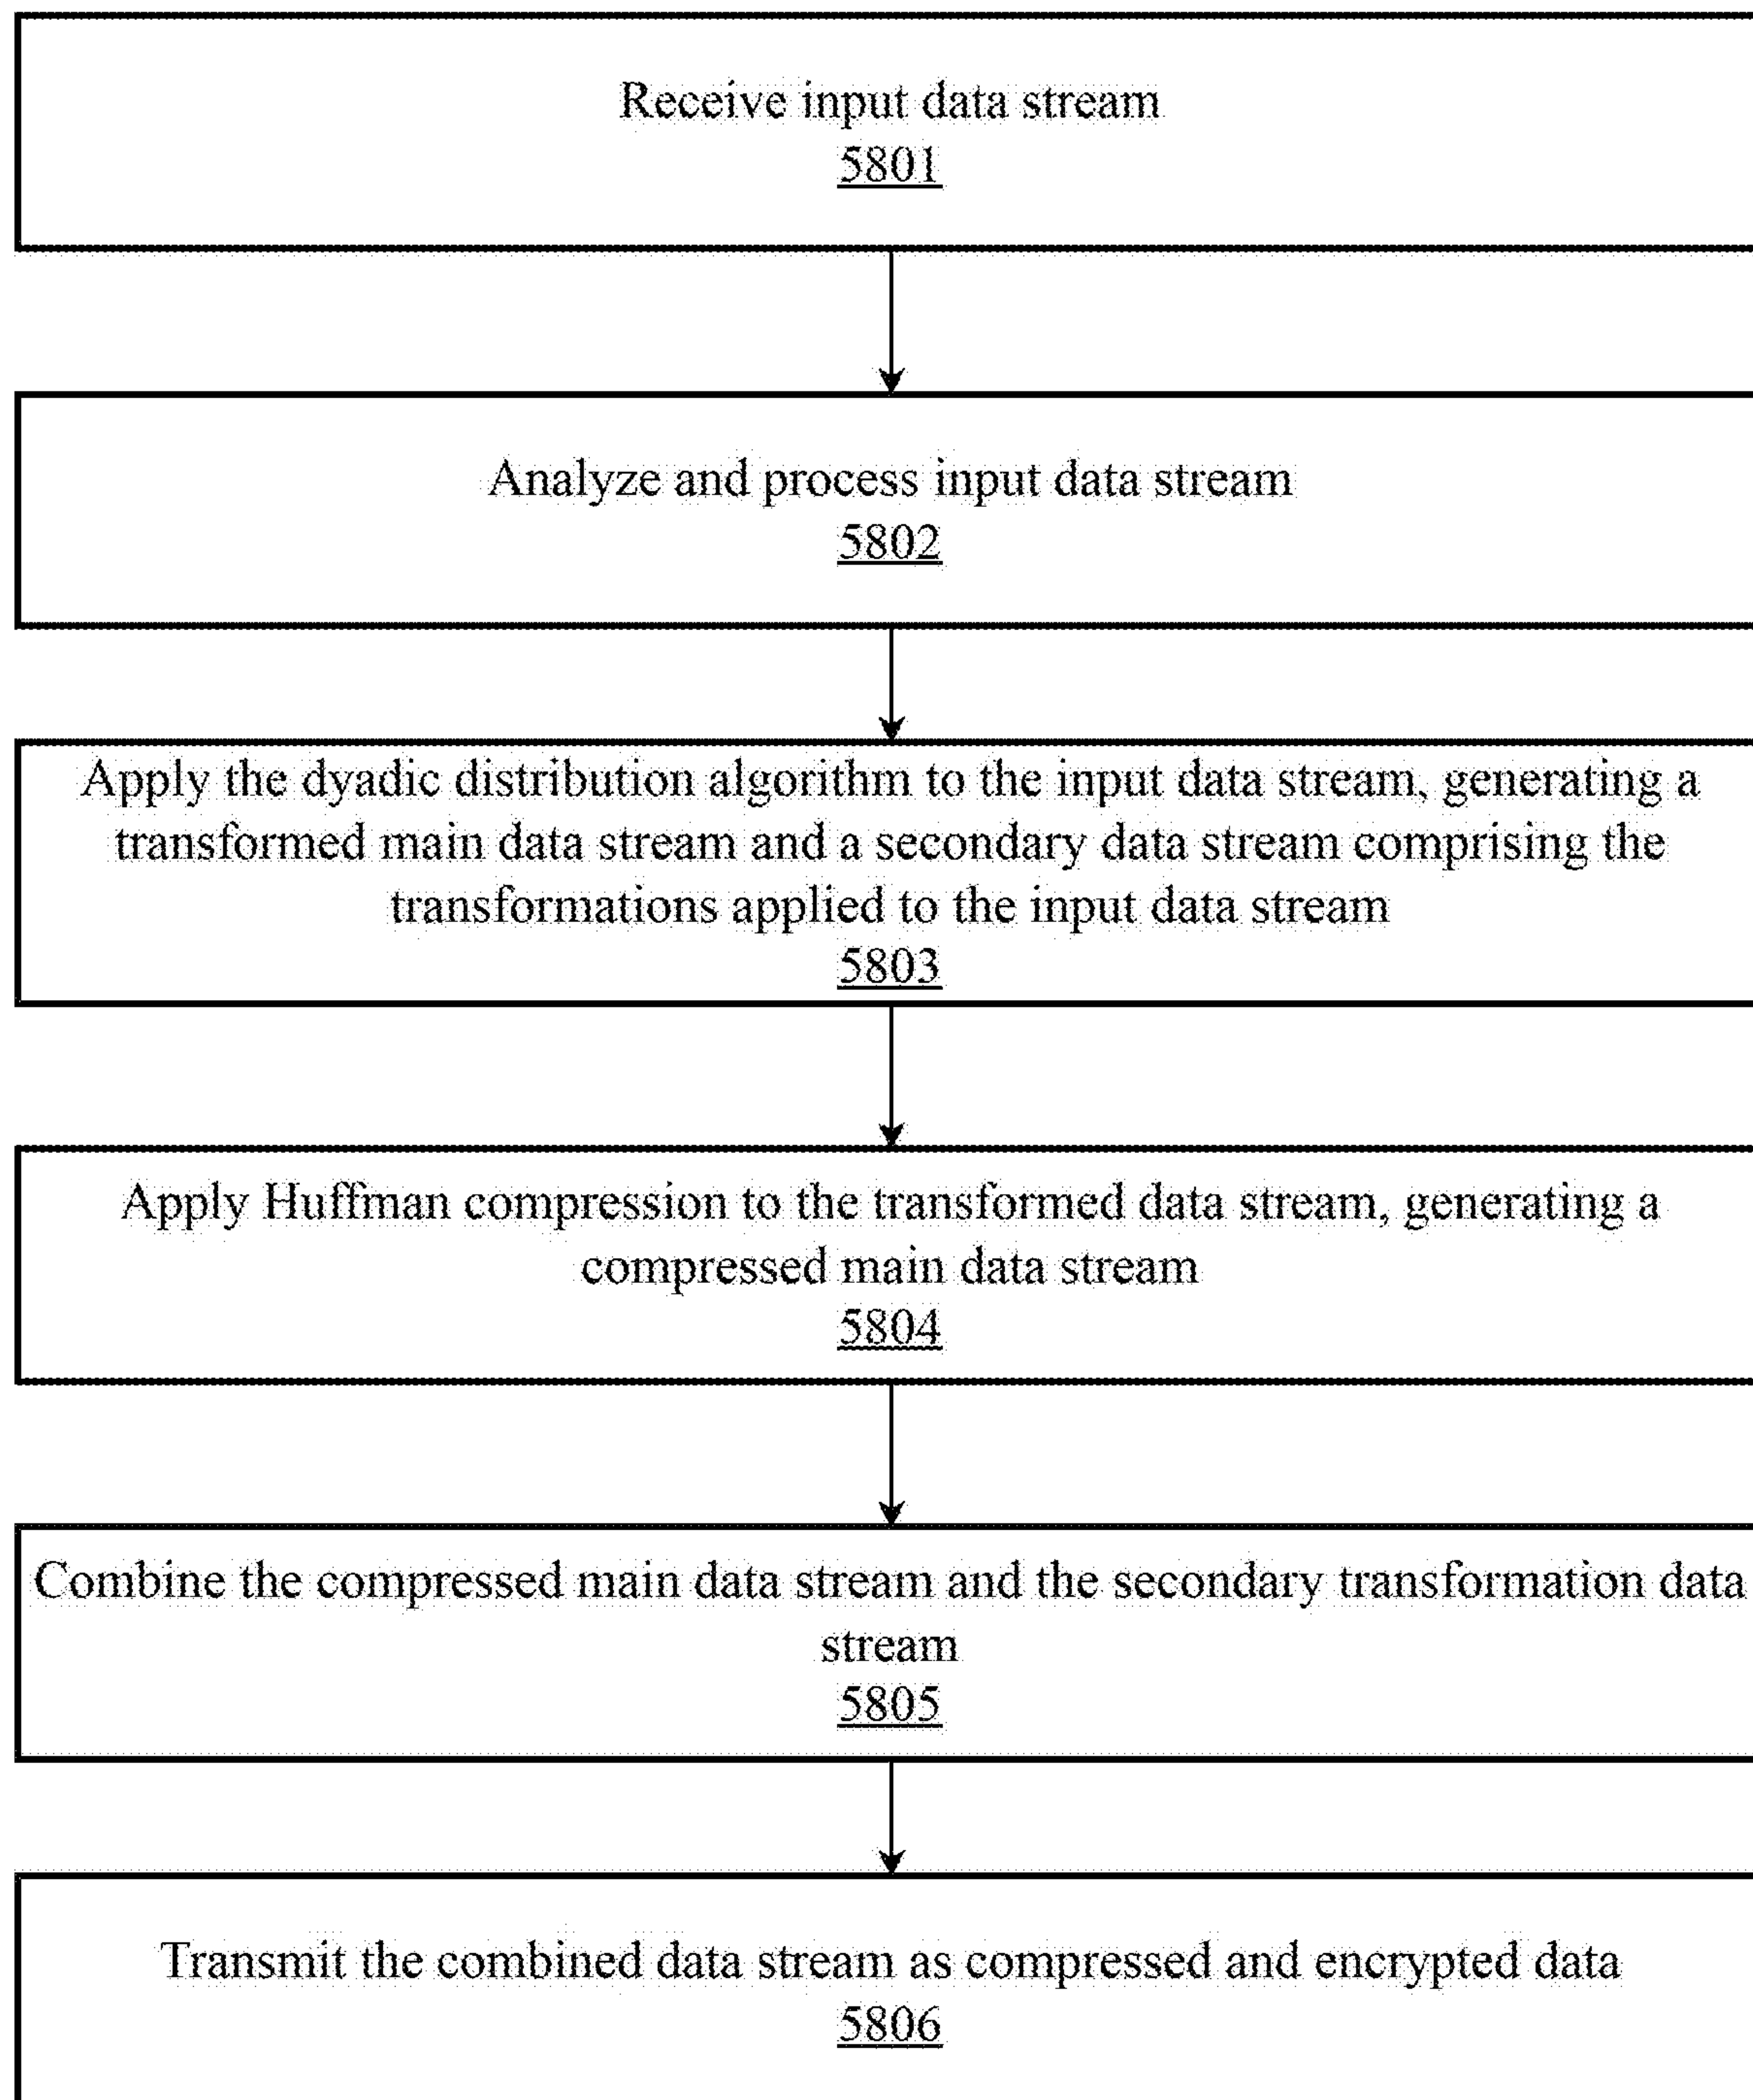 Receive input data stream
5801
Analyze and process input data stream
5802
Apply the dyadic distribution algorithm to the input data stream, generating a
transformed main data stream and a secondary data stream comprising the
transformations applied to the input data stream
5803
Apply Huffman compression to the transformed data stream, generating a
compressed main data stream
5804
Combine the compressed main data stream and the secondary transformation data
stream
5805
Transmit the combined data stream as compressed and encrypted data
5806